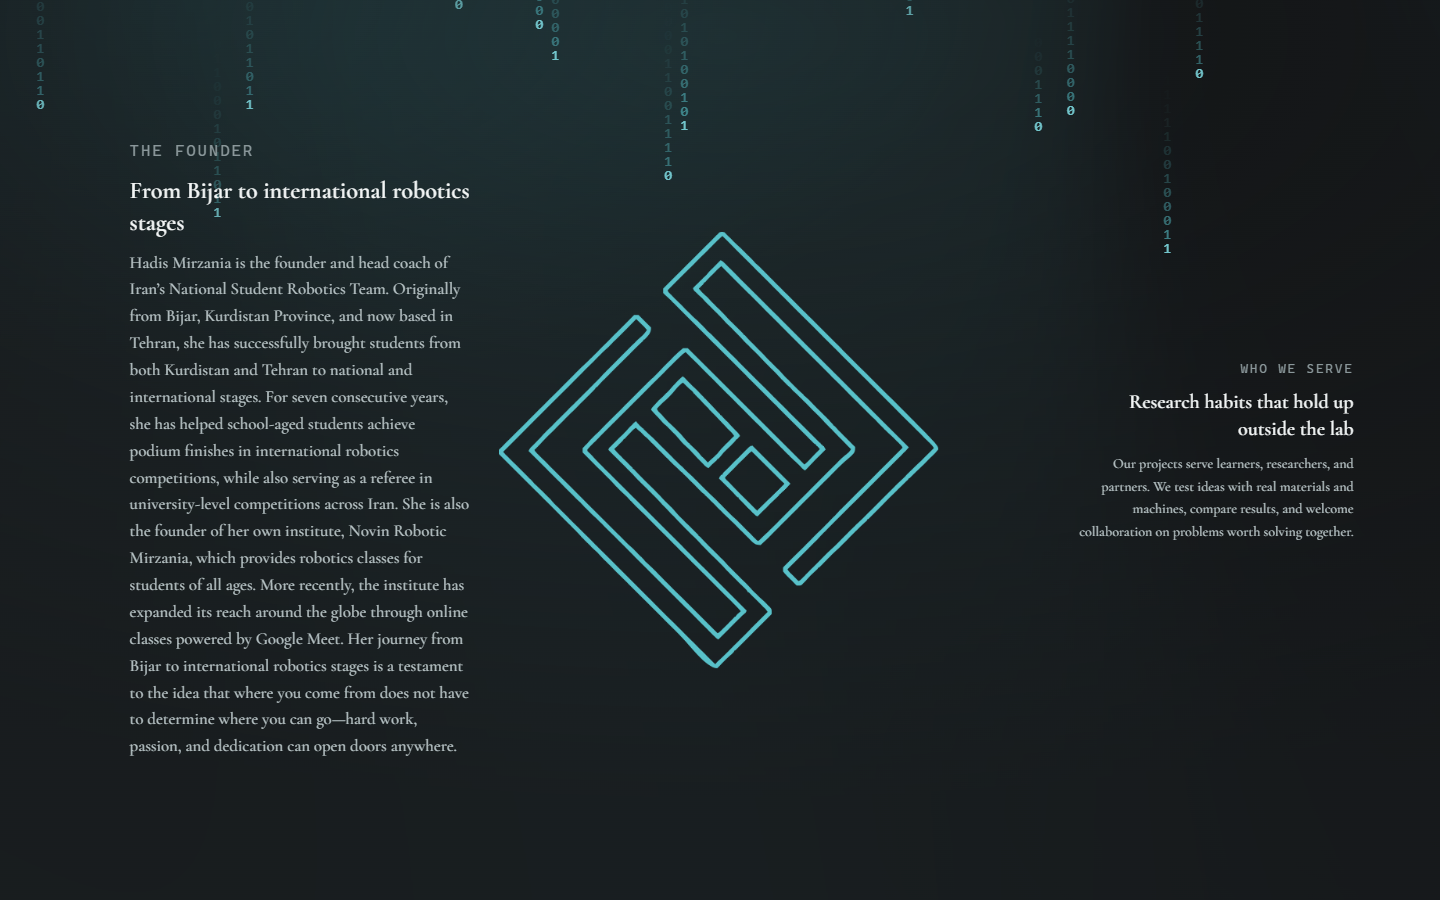 THE FOUNDER
From Bijar to international robotics
stages
Hadis Mirzania is the founder and head coach of
Iran’s National Student Robotics Team. Originally
from Bijar, Kurdistan Province, and now based in
Tehran, she has successfully brought students from
both Kurdistan and Tehran to national and
international stages. For seven consecutive years,
she has helped school-aged students achieve
podium finishes in international robotics
competitions, while also serving as a referee in
university-level competitions across Iran. She is also
the founder of her own institute, Novin Robotic
Mirzania, which provides robotics classes for
students of all ages. More recently, the institute has
expanded its reach around the globe through online
classes powered by Google Meet. Her journey from
Bijar to international robotics stages is a testament
to the idea that where you come from does not have
to determine where you can go—hard work,
passion, and dedication can open doors anywhere.
WHO WE SERVE
Research habits that hold up
outside the lab
Our projects serve learners, researchers, and
partners. We test ideas with real materials and
machines, compare results, and welcome
collaboration on problems worth solving together.